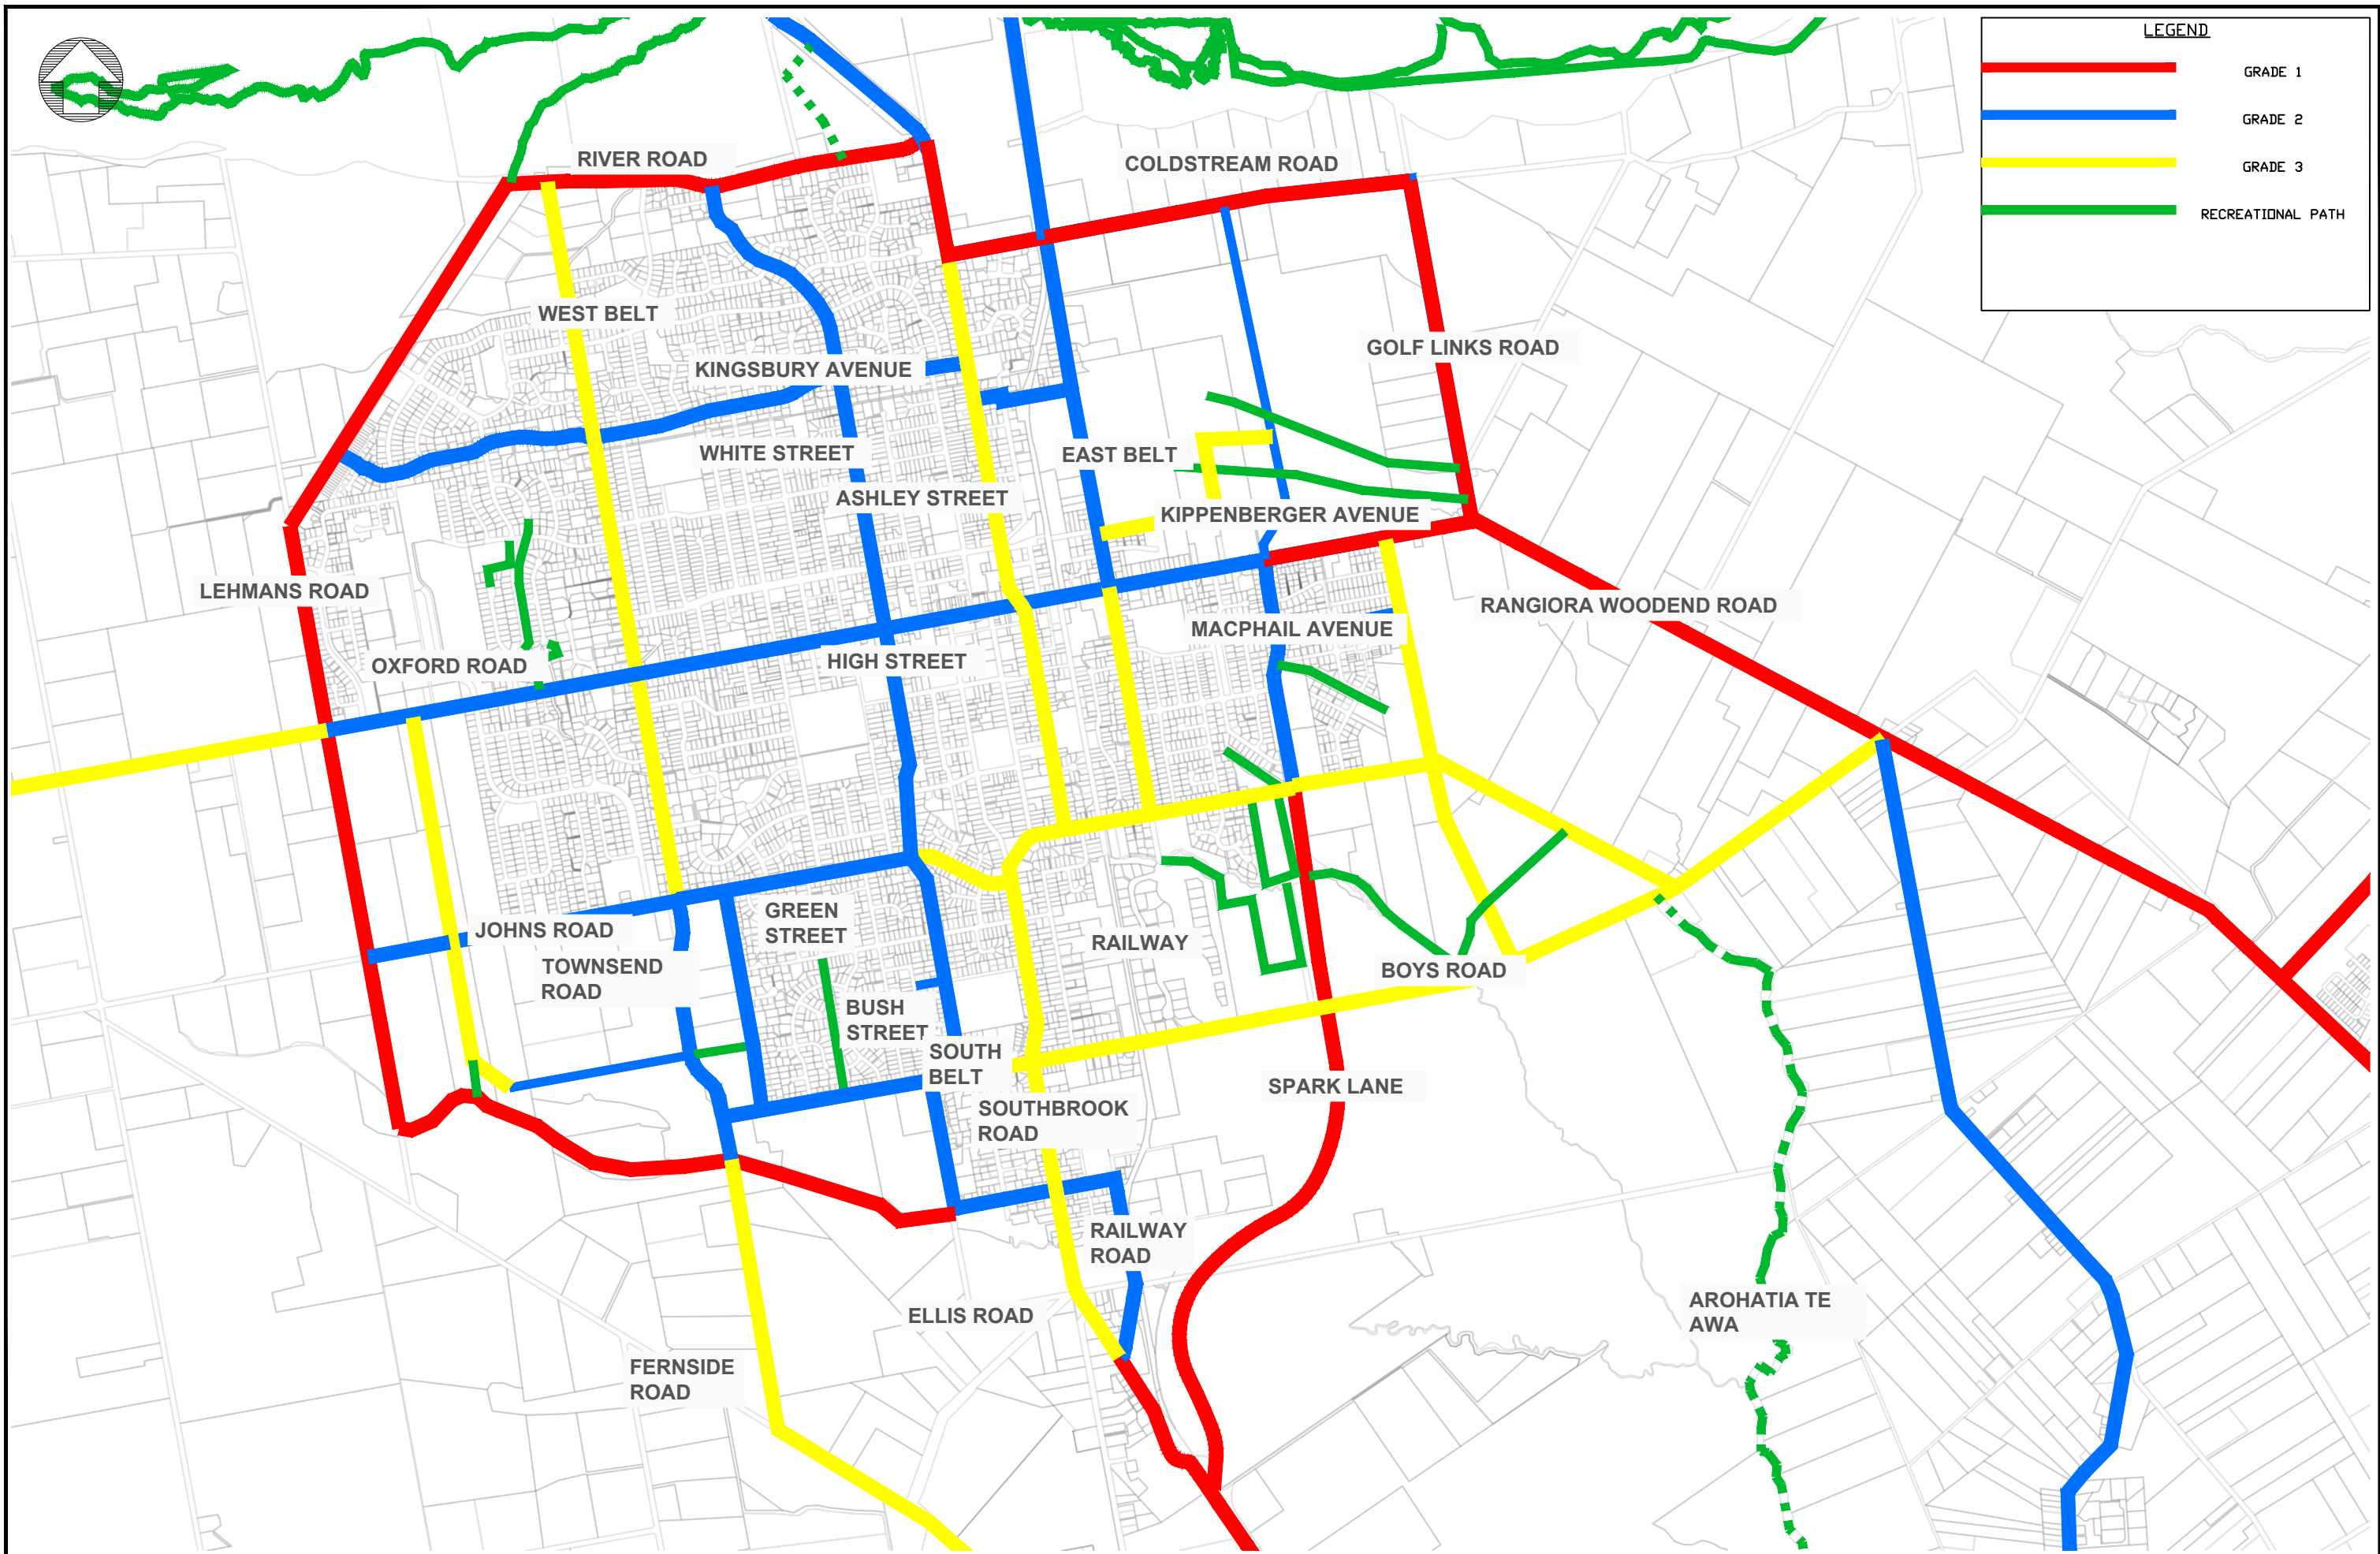 LEGEND
GRADE 1
GRADE 2
GRADE 3
RECREATIONAL PATH
RIVER ROAD
COLDSTREAM ROAD
WEST BELT
GOLF LINKS ROAD
KINGSBURY AVENUE
WHITE STREET
EAST BELT
ASHLEY STREET
KIPPENBERGER AVENUE
LEHMANS ROAD
RANGIORA WOODEND ROAD
MACPHAIL AVENUE
OXFORD ROAD
HIGH STREET
GREEN
STREET
JOHNS ROAD
RAILWAY
TOWNSEND
ROAD
BOYS ROAD
BUSH
STREET
SOUTH
BELT
SPARK LANE
SOUTHBROOK
ROAD
RAILWAY
ROAD
AROHATIA TE
AWA
ELLIS ROAD
FERNSIDE
ROAD